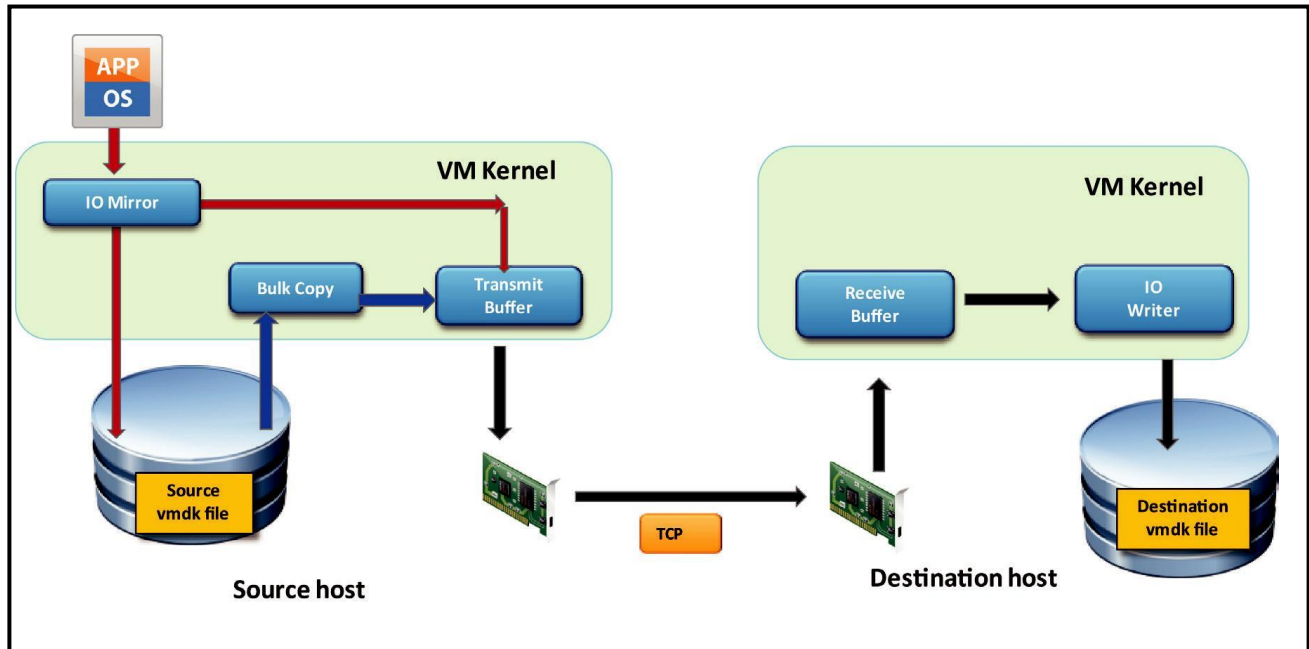 APP
OS
VM Kernel
IO Mirror
Bulk Copy
Transmit
Buffer
Source
vmdk file
Source host
TCP
VM Kernel
Receive
Buffer
IO
Writer
Destination
vmdk file
Destination host